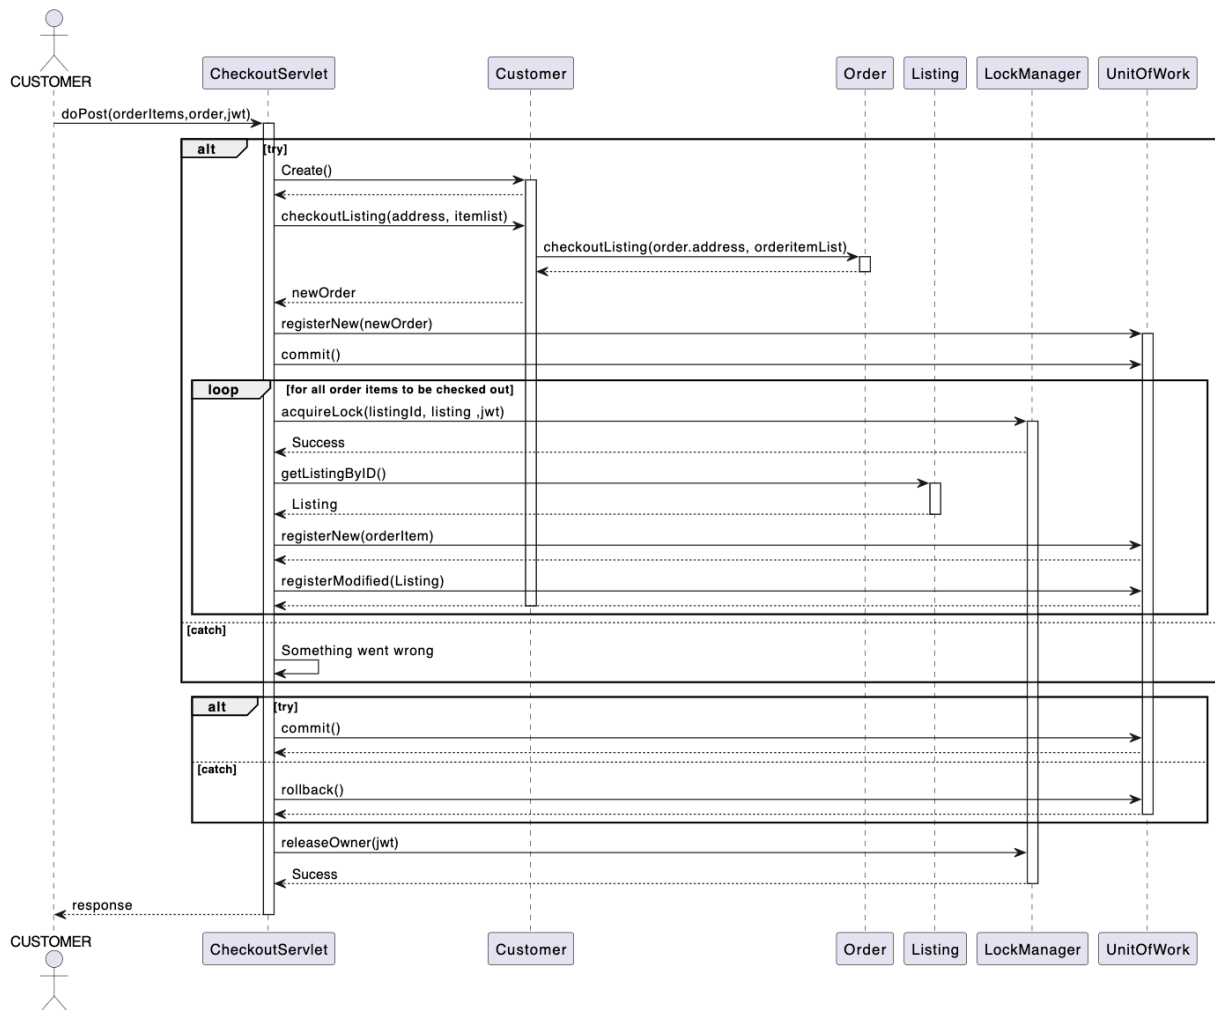 CUSTOMER
CheckoutServlet
Customer
Order
Listing
LockManager
UnitOfWork
doPost(orderItems,order,jwt)
alt
[try]
Create()
checkoutListing(address, itemlist)
checkoutListing(order.address, orderitemList)
newOrder
registerNew(newOrder)
commit()
loop
[for all order items to be checked out]
acquireLock(listingId, listing ,jwt)
Success
getListingByID()
Listing
registerNew(orderItem)
registerModified(Listing)
[catch]
Something went wrong
alt
[try]
commit()
[catch]
rollback()
releaseOwner(jwt)
Sucess
response
CUSTOMER
CheckoutServlet
Customer
Order
Listing
LockManager
UnitOfWork